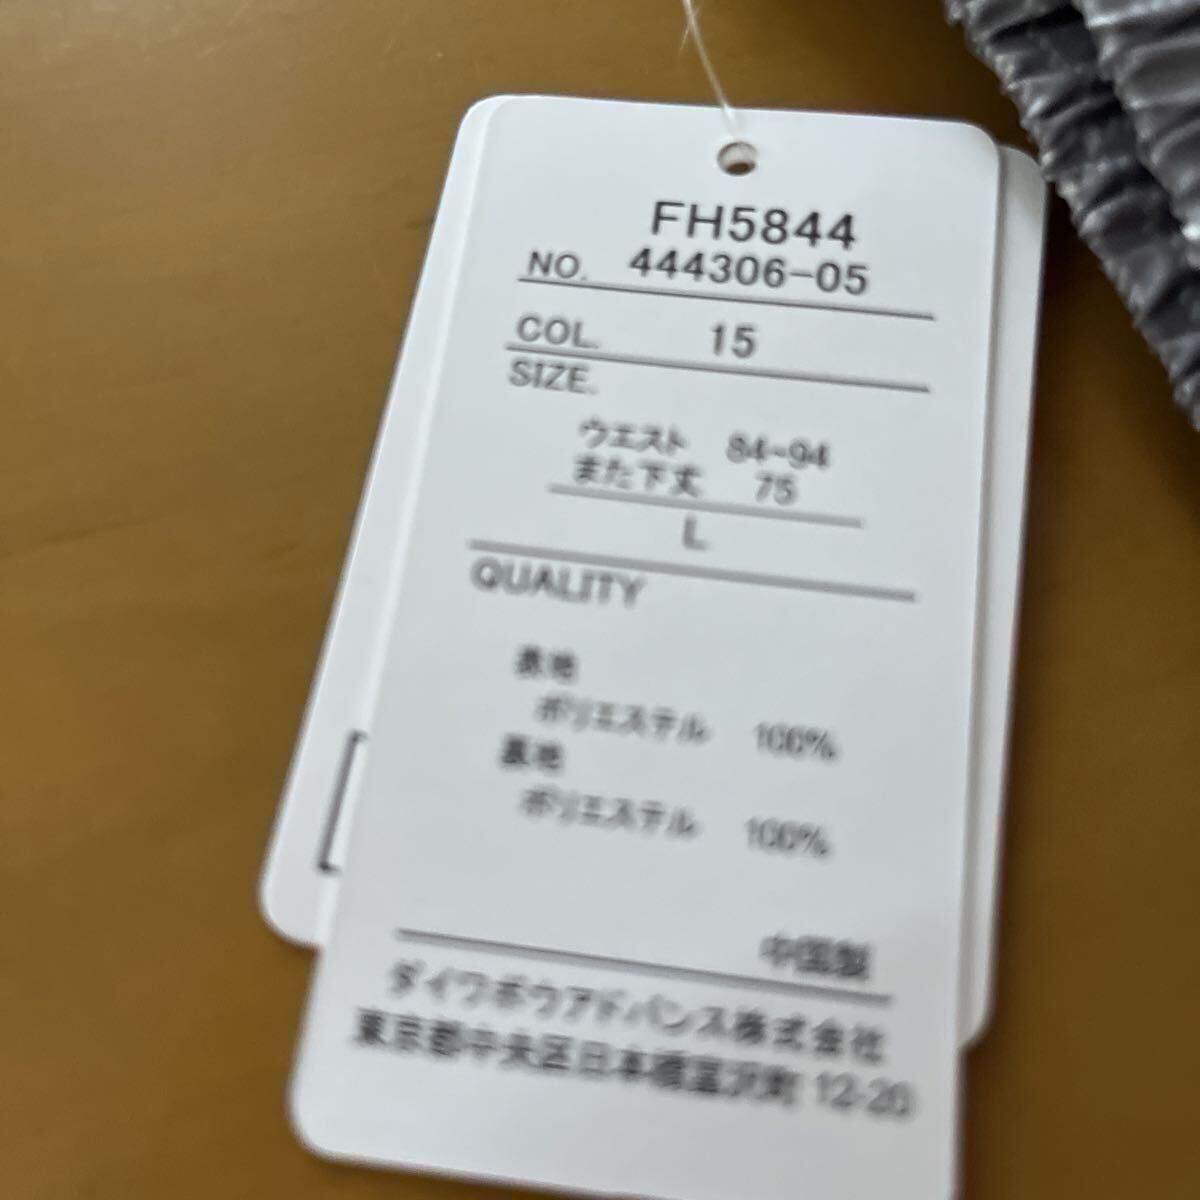 FH5844
NO. 444306-05
COL. 15
SIZE.
ウエスト 84-94
また下丈 75
L
QUALITY
表地
ポリエステル 100%
裏地
ポリエステル 100%
中国製
ダイワボウアドバンス株式会社
東京都中央区日本橋富沢町 12-20